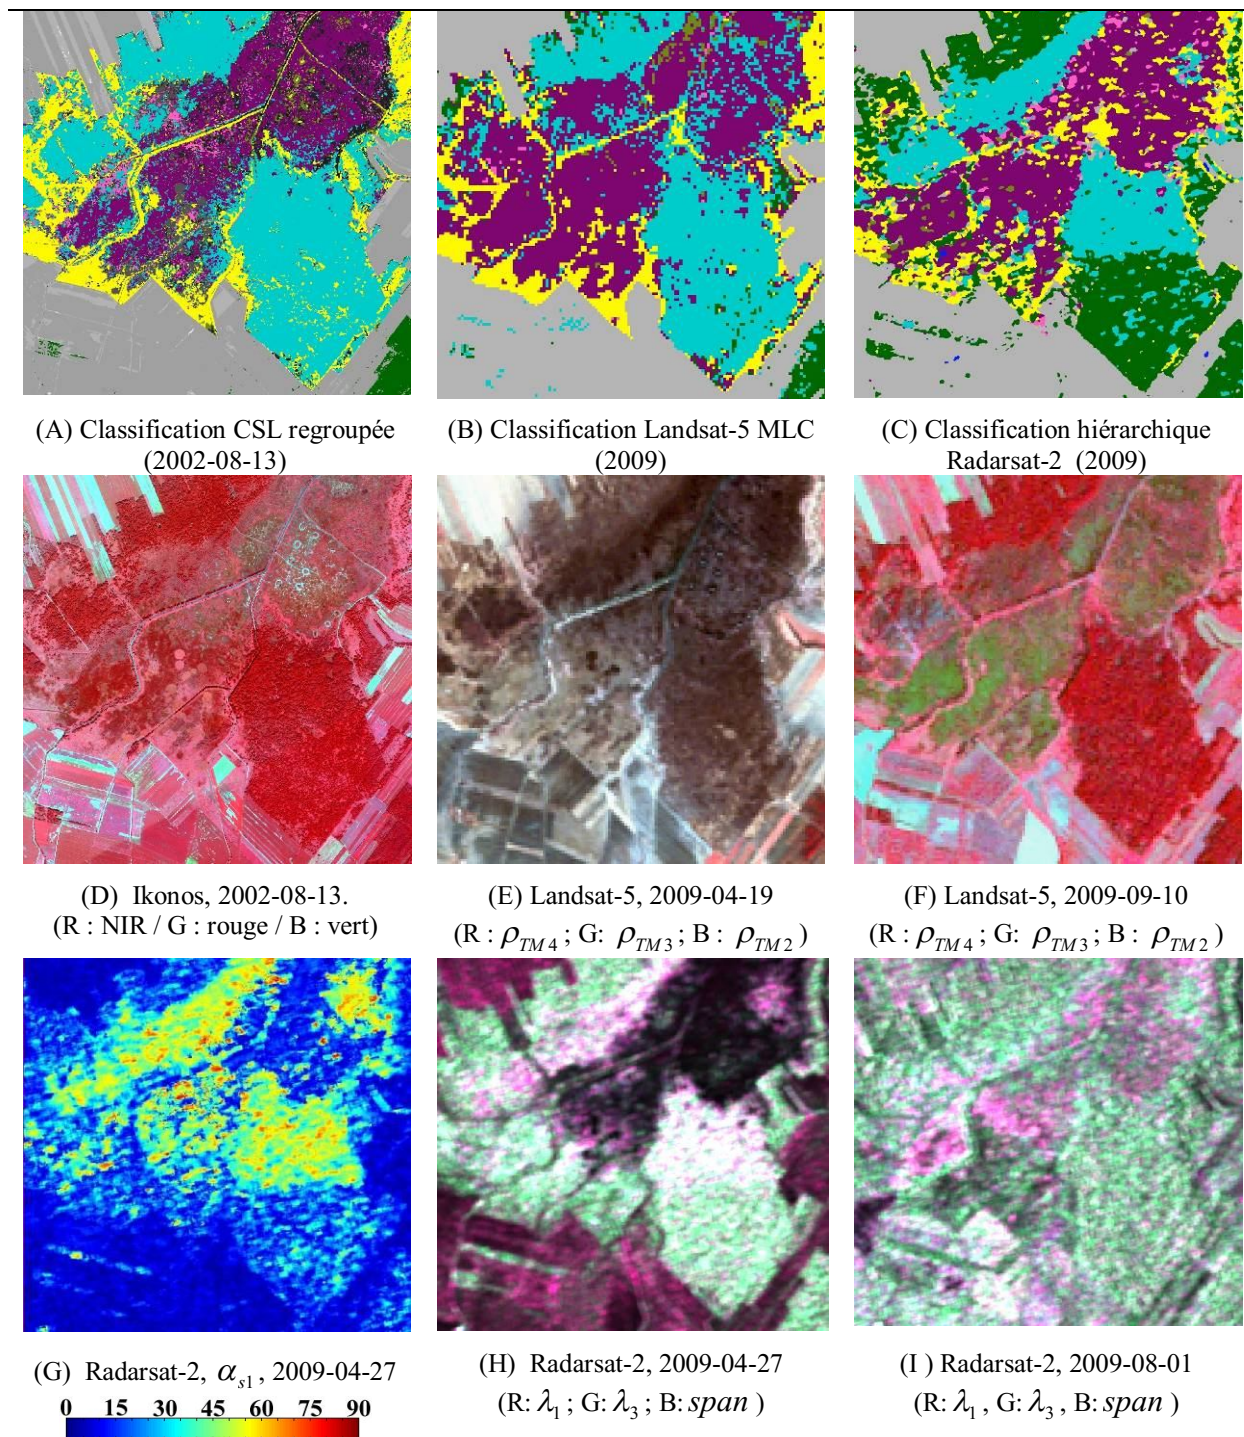 (A) Classification CSL regroupée
(2002-08-13)
(B) Classification Landsat-5 MLC
(2009)
(C) Classification hiérarchique
Radarsat-2 (2009)
(D) Ikonos, 2002-08-13.
(R : NIR / G : rouge / B : vert)
(E) Landsat-5, 2009-04-19
(R : ρTM4 ; G: ρTM3 ; B : ρTM2 )
(F) Landsat-5, 2009-09-10
(R : ρTM4 ; G: ρTM3 ; B : ρTM2 )
(G) Radarsat-2, αs1 , 2009-04-27
0 15 45 60 75 90
(H) Radarsat-2, 2009-04-27
(R: λ1 ; G: λ3 ; B: span )
(I ) Radarsat-2, 2009-08-01
(R: λ1 , G: λ3 , B: span )